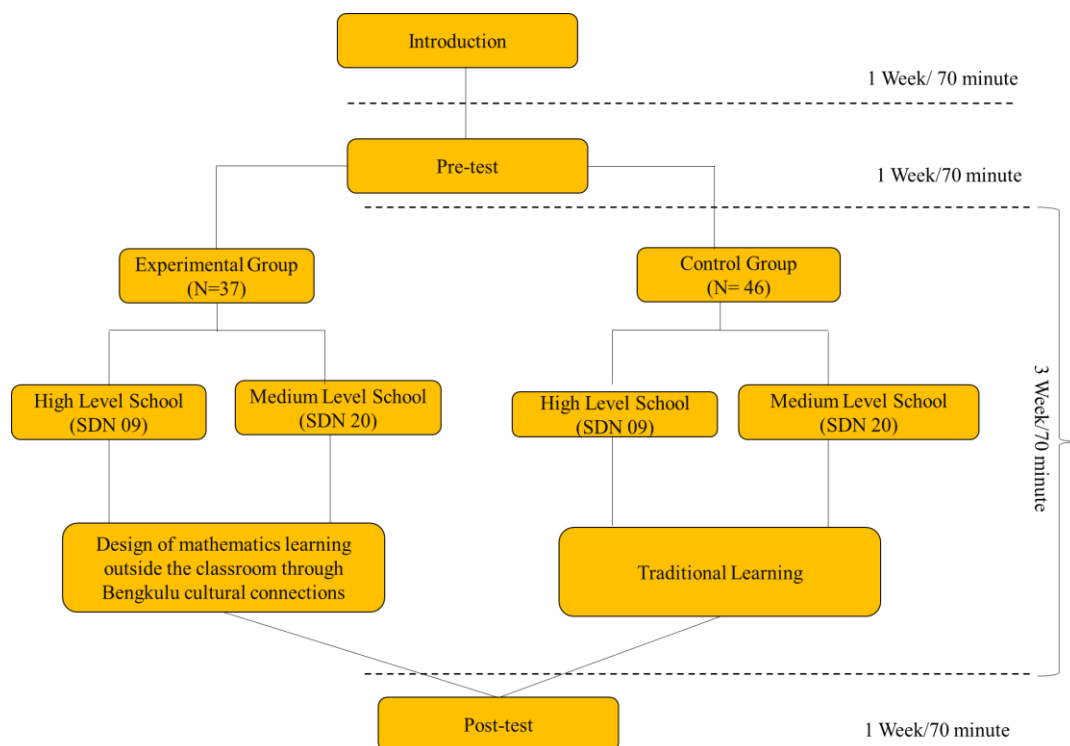 Introduction
1 Week/ 70 minute
Pre-test
1 Week/70 minute
Experimental Group
(N=37)
Control Group
(N= 46)
High Level School
(SDN 09)
Medium Level School
(SDN 20)
High Level School
(SDN 09)
Medium Level School
(SDN 20)
3 Week/70 minute
Design of mathematics learning
outside the classroom through
Bengkulu cultural connections
Traditional Learning
Post-test
1 Week/70 minute